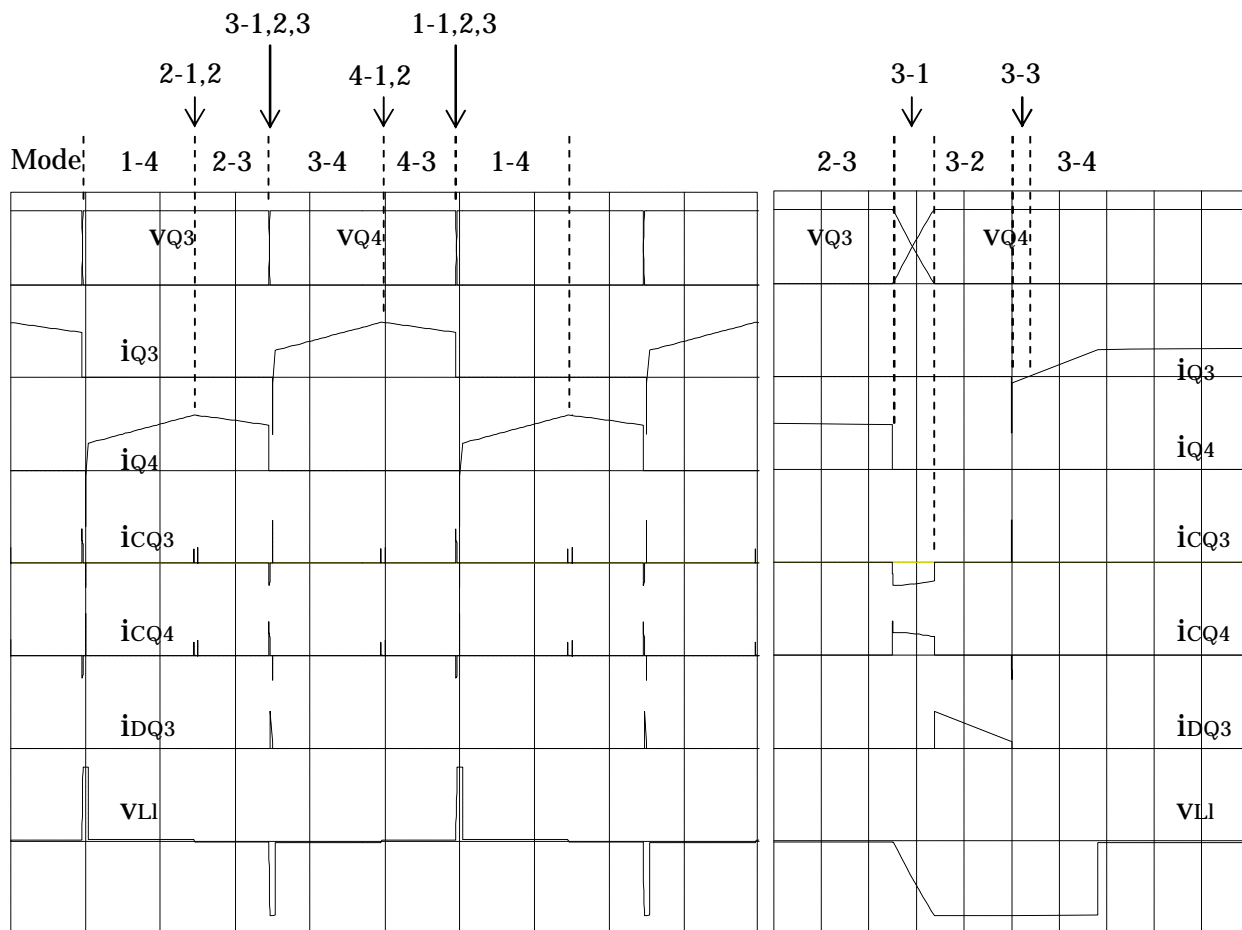 3-1,2,3 1-1,2,3
2-1,2 4-1,2 3-1 3-3
Mode 1-4 2-3 3-4 4-3 1-4 2-3 3-2 3-4
vQ3 vQ4 vQ3 vQ4
iQ3 iQ3
iQ4 iQ4
iCQ3 iCQ3
iCQ4 iCQ4
iDQ3 iDQ3
vLl vLl